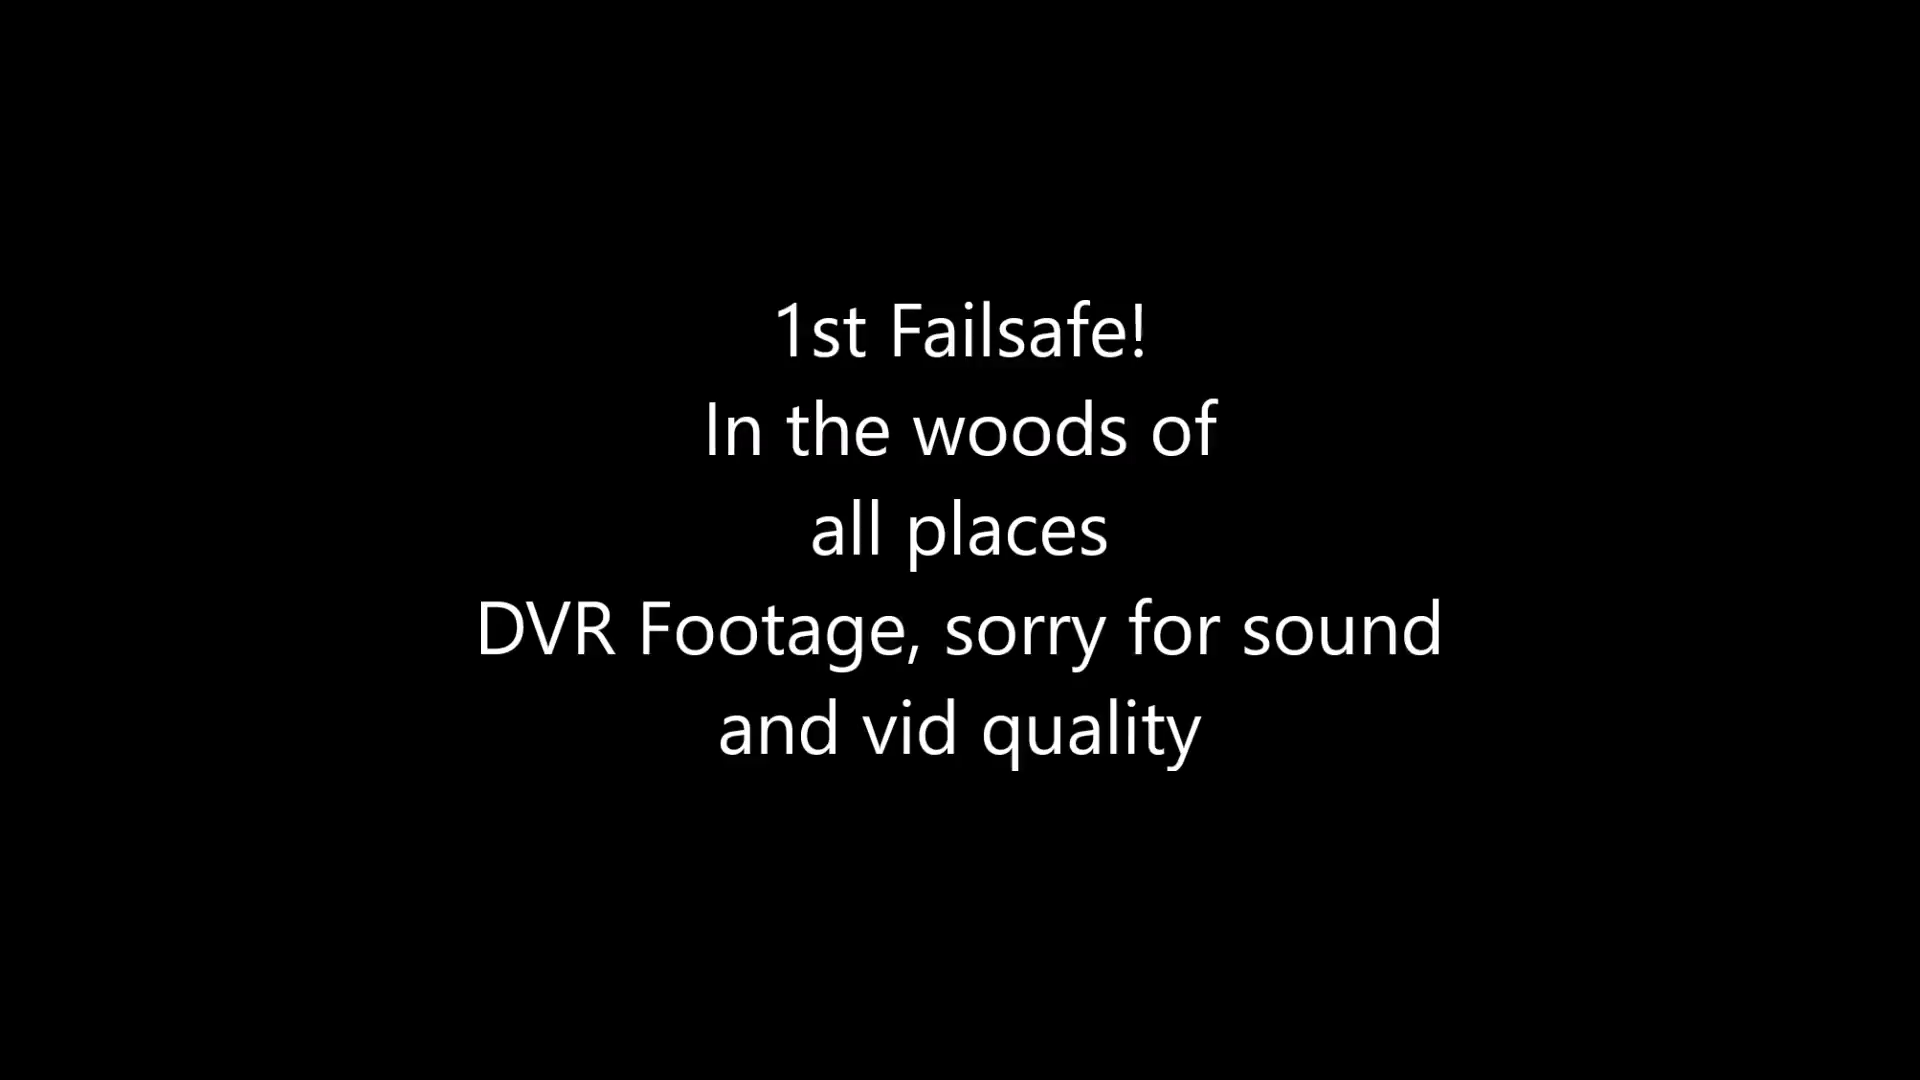 1st Failsafe!
In the woods of
all places
DVR Footage, sorry for sound
and vid quality